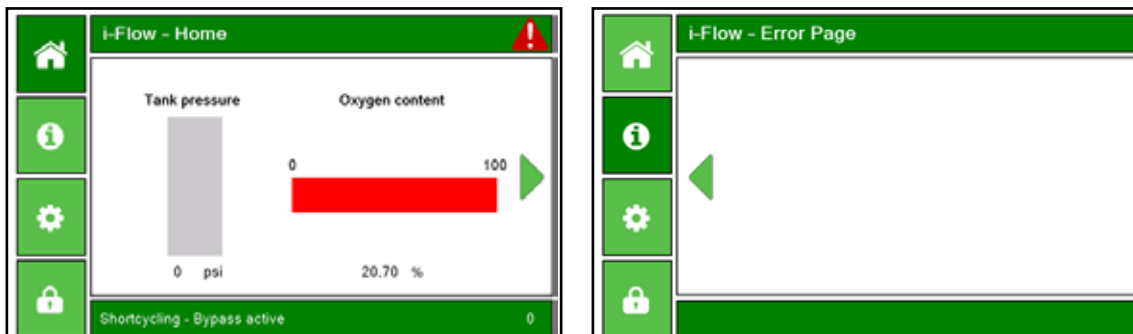 i-Flow - Home
Tank pressure
Oxygen content
0
100
0 psi
20.70 %
Shortcycling - Bypass active
0
i-Flow - Error Page